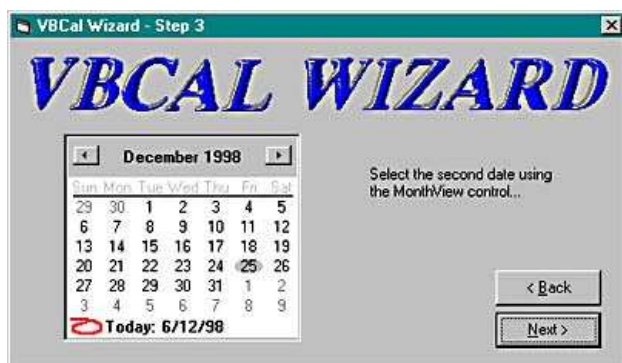 VBCal Wizard - Step 3
VBCAL WIZARD
December 1998
Sun Mon Tue Wed Thu Fri Sat
29 30 1 2 3 4 5
6 7 8 9 10 11 12
13 14 15 16 17 18 19
20 21 22 23 24 25 26
27 28 29 30 31 1 2
3 4 5 6 7 8 9
Today: 6/12/98
Select the second date using
the MonthView control...
< Back
Next >